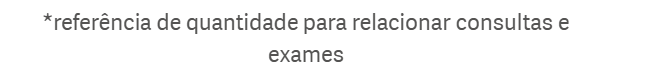 *referência de quantidade para relacionar consultas e
exames